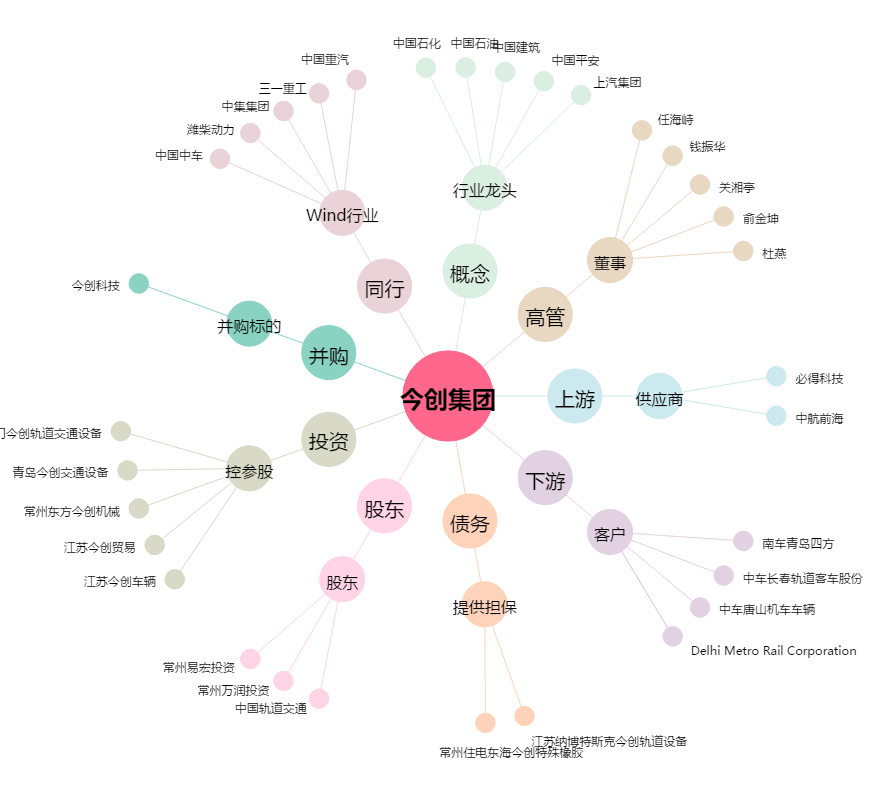 中国石化
中国石油
中国建筑
中国平安
上汽集团
行业龙头
概念
中国重汽
三一重工
中集集团
潍柴动力
中国中车
Wind行业
同行
任海峙
钱振华
关湘亭
俞金坤
杜燕
董事
高管
今创科技
并购标的
并购
今创集团
上游
供应商
必得科技
中航前海
投资
控参股
门今创轨道交通设备
青岛今创交通设备
常州东方今创机械
江苏今创贸易
江苏今创车辆
下游
客户
南车青岛四方
中车长春轨道客车股份
中车唐山机车车辆
Delhi Metro Rail Corporation
股东
股东
常州易宏投资
常州万润投资
中国轨道交通
债务
提供担保
江苏纳博特斯克今创轨道设备
常州住电东海今创特殊橡胶